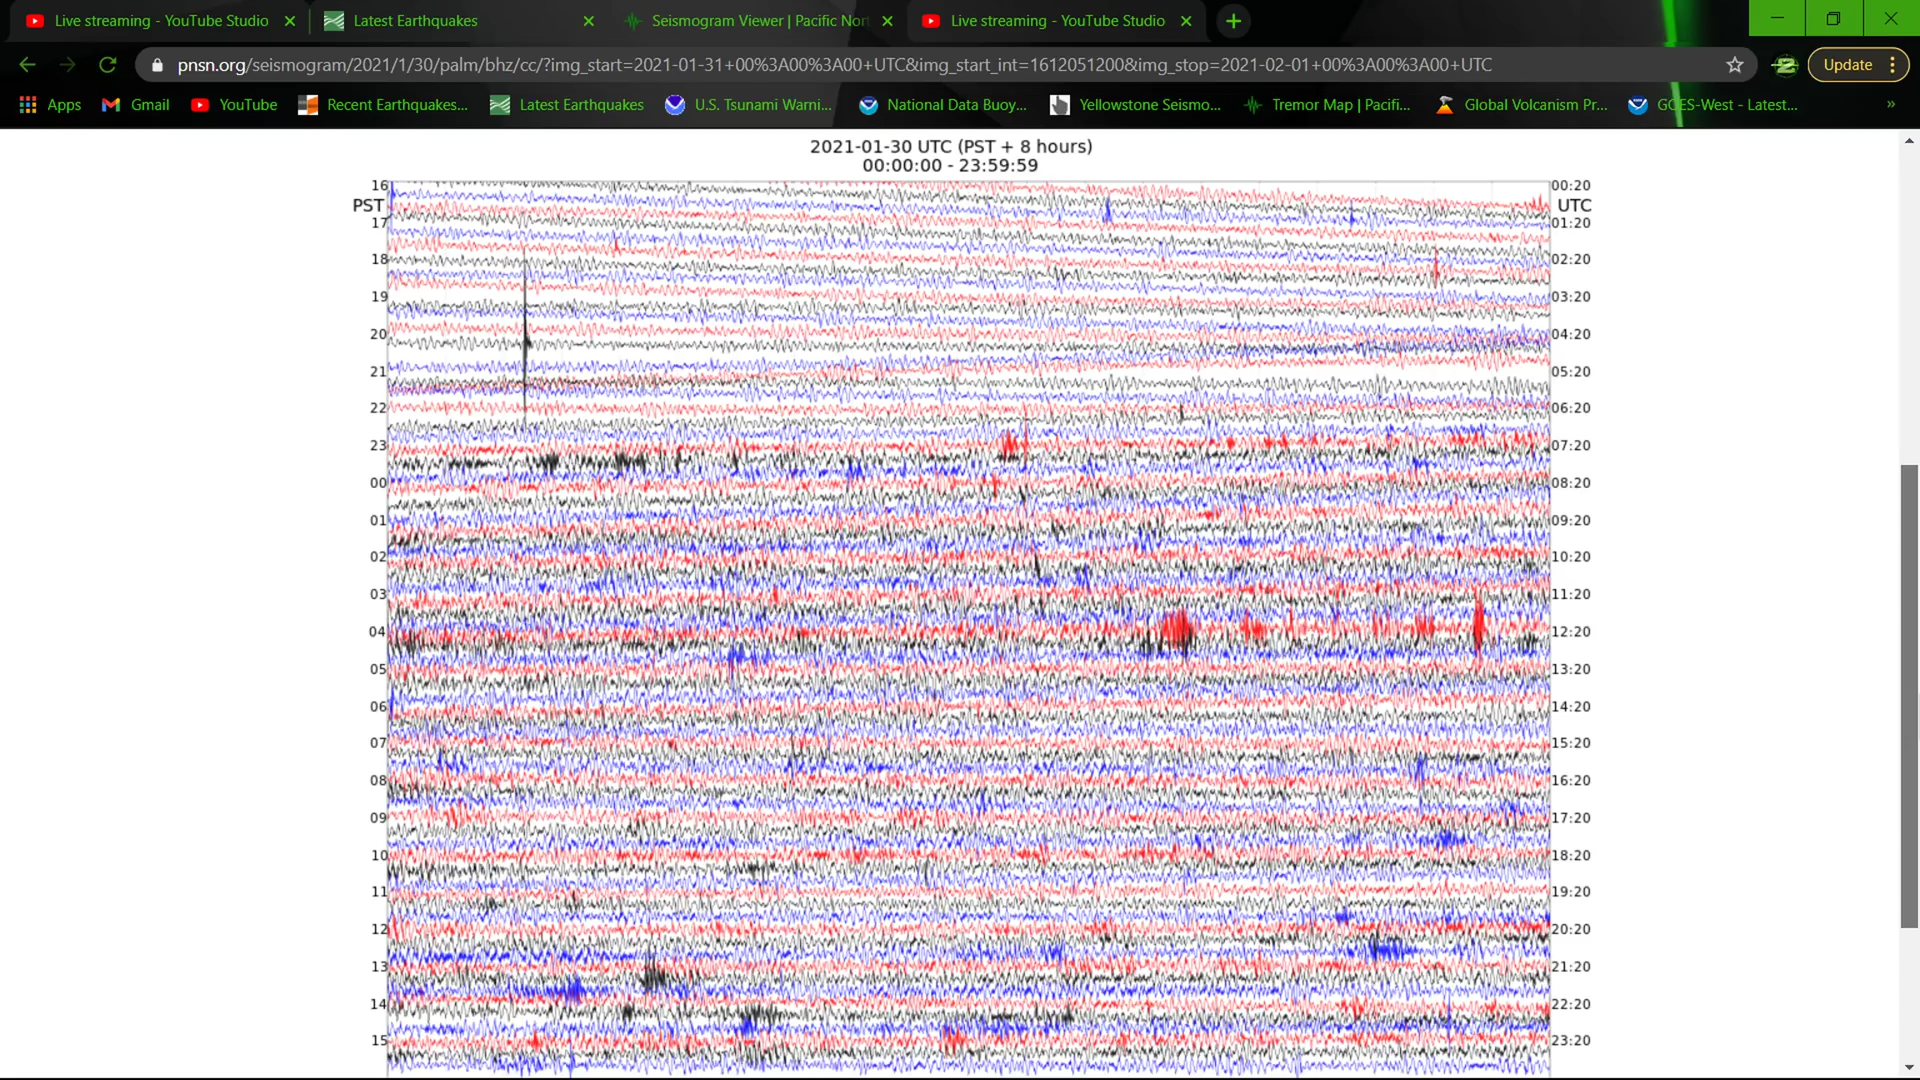 Live streaming - YouTube Studio
Latest Earthquakes
Seismogram Viewer | Pacific Nor
Live streaming - YouTube Studio
pnsn.org/seismogram/2021/1/30/palm/bhz/cc/?img_start=2021-01-31+00%3A00%3A00+UTC&img_start_int=1612051200&img_stop=2021-02-01+00%3A00%3A00+UTC
Update
Apps
Gmail
YouTube
Recent Earthquakes...
Latest Earthquakes
U.S. Tsunami Warni...
National Data Buoy...
Yellowstone Seismo...
Tremor Map | Pacifi...
Global Volcanism Pr...
GOES-West - Latest...
»
2021-01-30 UTC (PST + 8 hours)
00:00:00 - 23:59:59
16 00:20
PST UTC
17 01:20
18 02:20
19 03:20
20 04:20
21 05:20
22 06:20
23 07:20
00 08:20
01 09:20
02 10:20
03 11:20
04 12:20
05 13:20
06 14:20
07 15:20
08 16:20
09 17:20
10 18:20
11 19:20
12 20:20
13 21:20
14 22:20
15 23:20